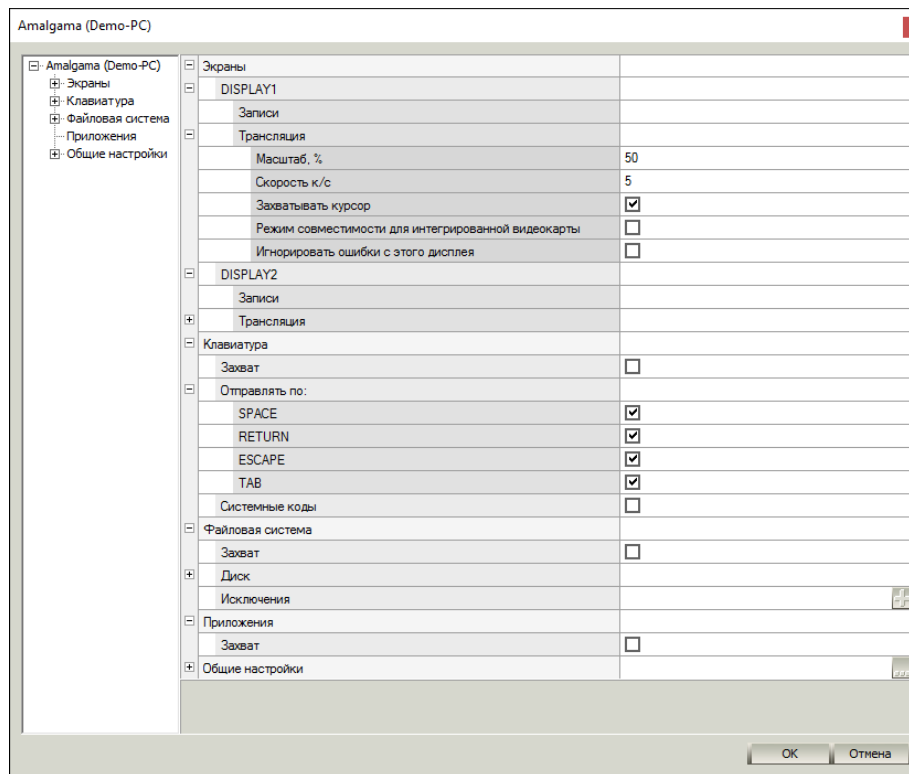 Amalgama (Demo-PC)
Amalgama (Demo-PC)
Экраны
Клавиатура
Файловая система
Приложения
Общие настройки
Экраны
DISPLAY1
Записи
Трансляция
Масштаб, % 50
Скорость к/с 5
Захватывать курсор
Режим совместимости для интегрированной видеокарты
Игнорировать ошибки с этого дисплея
DISPLAY2
Записи
Трансляция
Клавиатура
Захват
Отправлять по:
SPACE
RETURN
ESCAPE
TAB
Системные коды
Файловая система
Захват
Диск
Исключения
Приложения
Захват
Общие настройки
...
OK Отмена